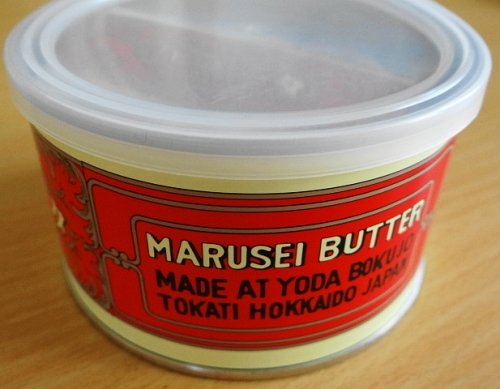 MARUSEI BUTTER
MADE AT YODA BOKUJO
TOKATI HOKKAIDO JAPAN